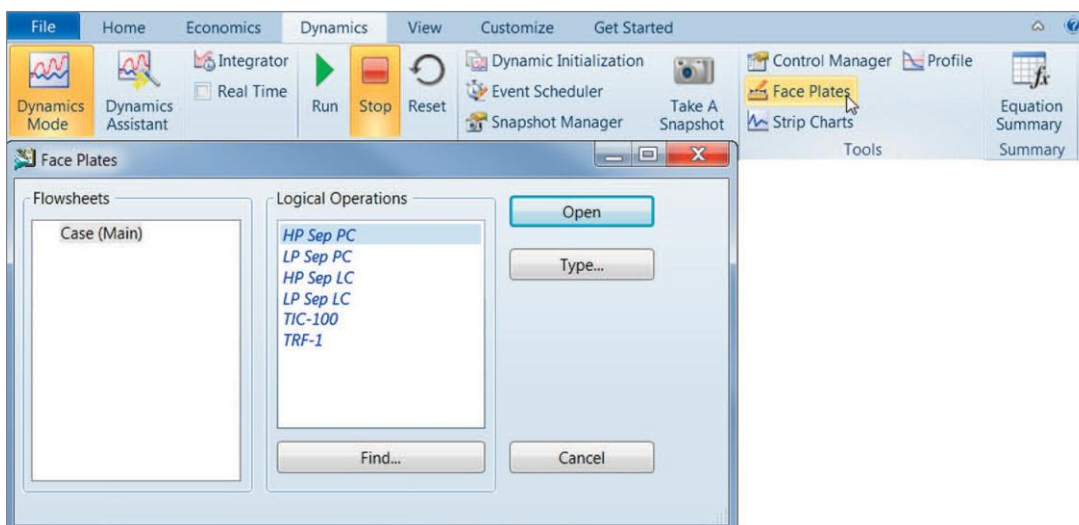 File Home Economics Dynamics View Customize Get Started
Dynamics Mode
Dynamics Assistant
Integrator
Real Time
Run
Stop
Reset
Dynamic Initialization
Event Scheduler
Snapshot Manager
Take A Snapshot
Control Manager Profile
Face Plates
Strip Charts
Tools
Equation Summary
Summary
Face Plates
Flowsheets
Case (Main)
Logical Operations
HP Sep PC
LP Sep PC
HP Sep LC
LP Sep LC
TIC-100
TRF-1
Find...
Open
Type...
Cancel